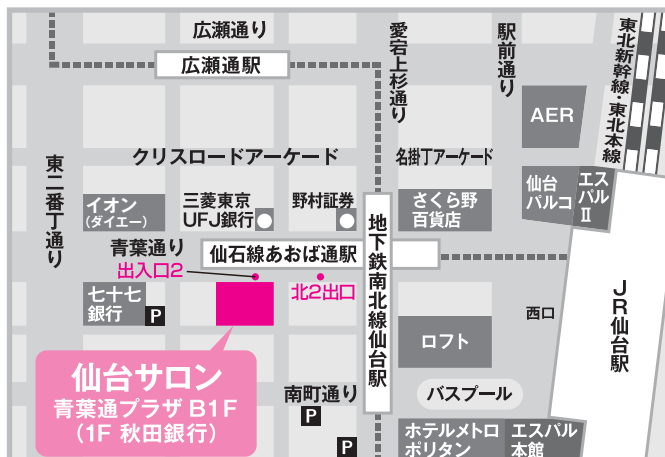 広瀬通り
広瀬通駅
愛宕上杉通り
駅前通り
東北新幹線・東北本線
AER
クリスロードアーケード
名掛丁アーケード
東二番丁通り
イオン
(ダイエー)
三菱東京
UFJ銀行
野村証券
さくら野
百貨店
仙台
パルコ
エス
パル
II
青葉通り
仙石線あおば通駅
地下鉄南北線仙台駅
出入口2
北2出口
七十七
銀行
P
ロフト
西口
JR仙台駅
仙台サロン
青葉通プラザ B1F
(1F 秋田銀行)
南町通り
P
バスプール
P
ホテルメトロ
ポリタン
エスパル
本館